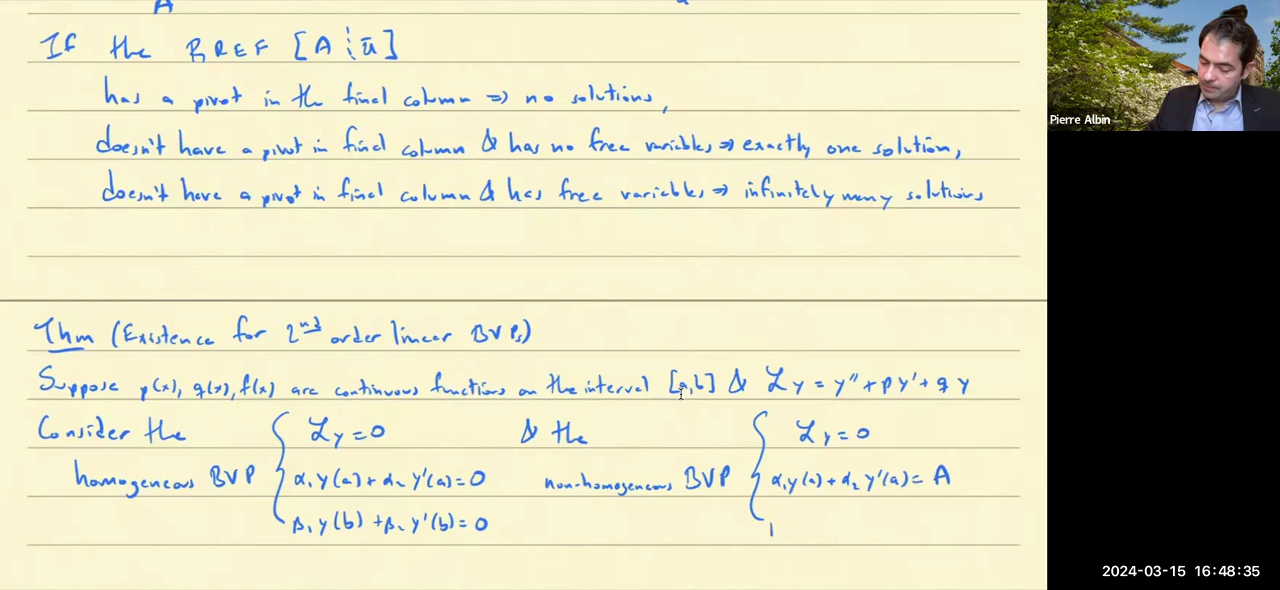 A
If the RREF [A ¦ ū]
has a pivot in the final column ⇒ no solutions,
doesn't have a pivot in final column & has no free variables ⇒ exactly one solution,
doesn't have a pivot in final column & has free variables ⇒ infinitely many solutions
Thm (Existence for 2nd order linear BVPs)
Suppose p(x), q(x), f(x) are continuous functions on the interval [a,b] & ℒy = y'' + py' + qy
Consider the { ℒy = 0 & the { ℒy = 0
homogeneous BVP α₁y(a) + α₂y'(a) = 0 non-homogeneous BVP α₁y(a) + α₂y'(a) = A
β₁y(b) + β₂y'(b) = 0
Pierre Albin
2024-03-15 16:48:35